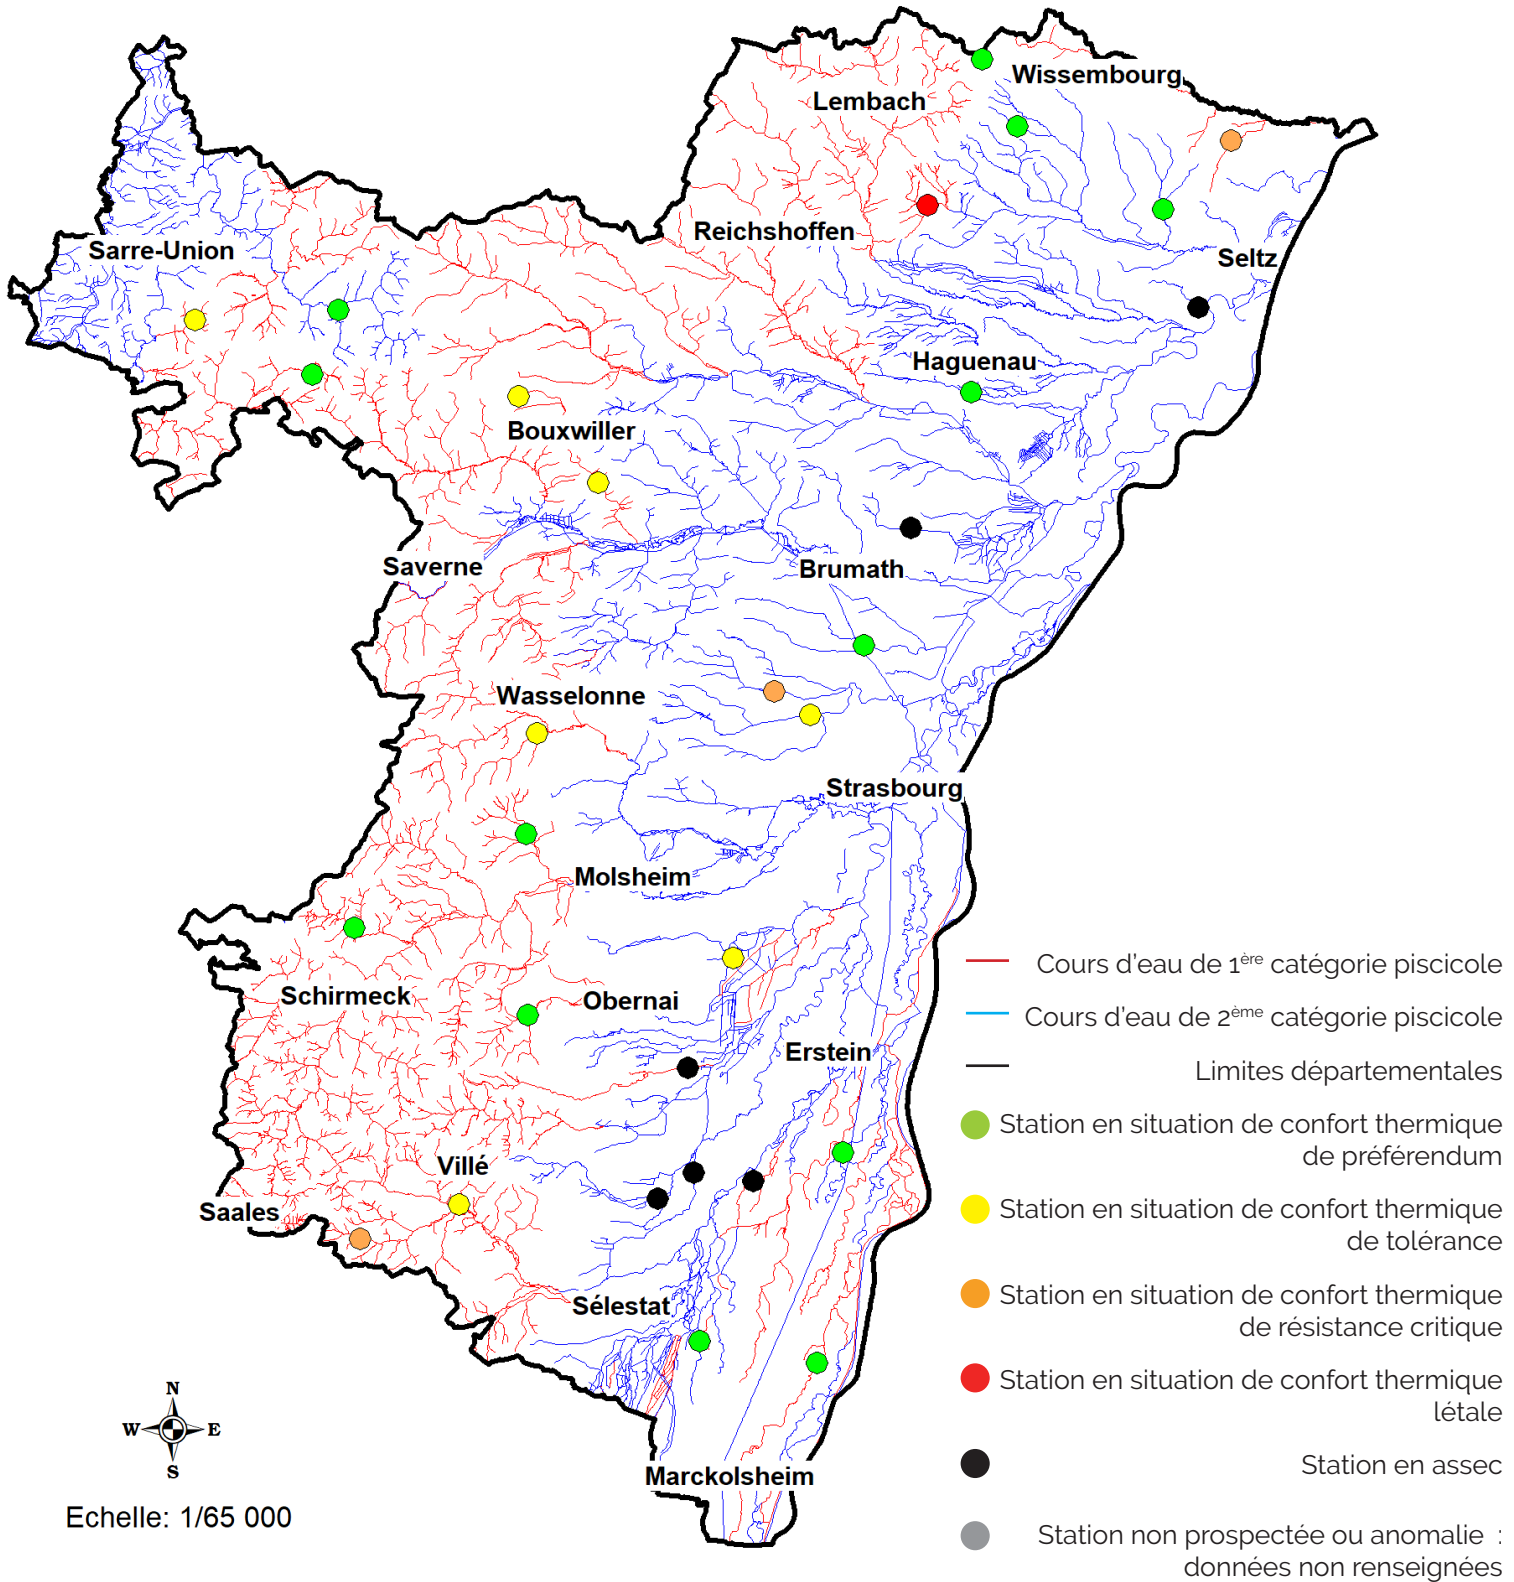 Wissembourg
Lembach
Reichshoffen
Sarre-Union
Seltz
Haguenau
Bouxwiller
Saverne
Brumath
Wasselonne
Strasbourg
Molsheim
Schirmeck
Obernai
Erstein
Villé
Saales
Sélestat
Marckolsheim
N
W E
S
Echelle: 1/65 000
Cours d'eau de 1ère catégorie piscicole
Cours d'eau de 2ème catégorie piscicole
Limites départementales
Station en situation de confort thermique
de préférendum
Station en situation de confort thermique
de tolérance
Station en situation de confort thermique
de résistance critique
Station en situation de confort thermique
létale
Station en assec
Station non prospectée ou anomalie :
données non renseignées